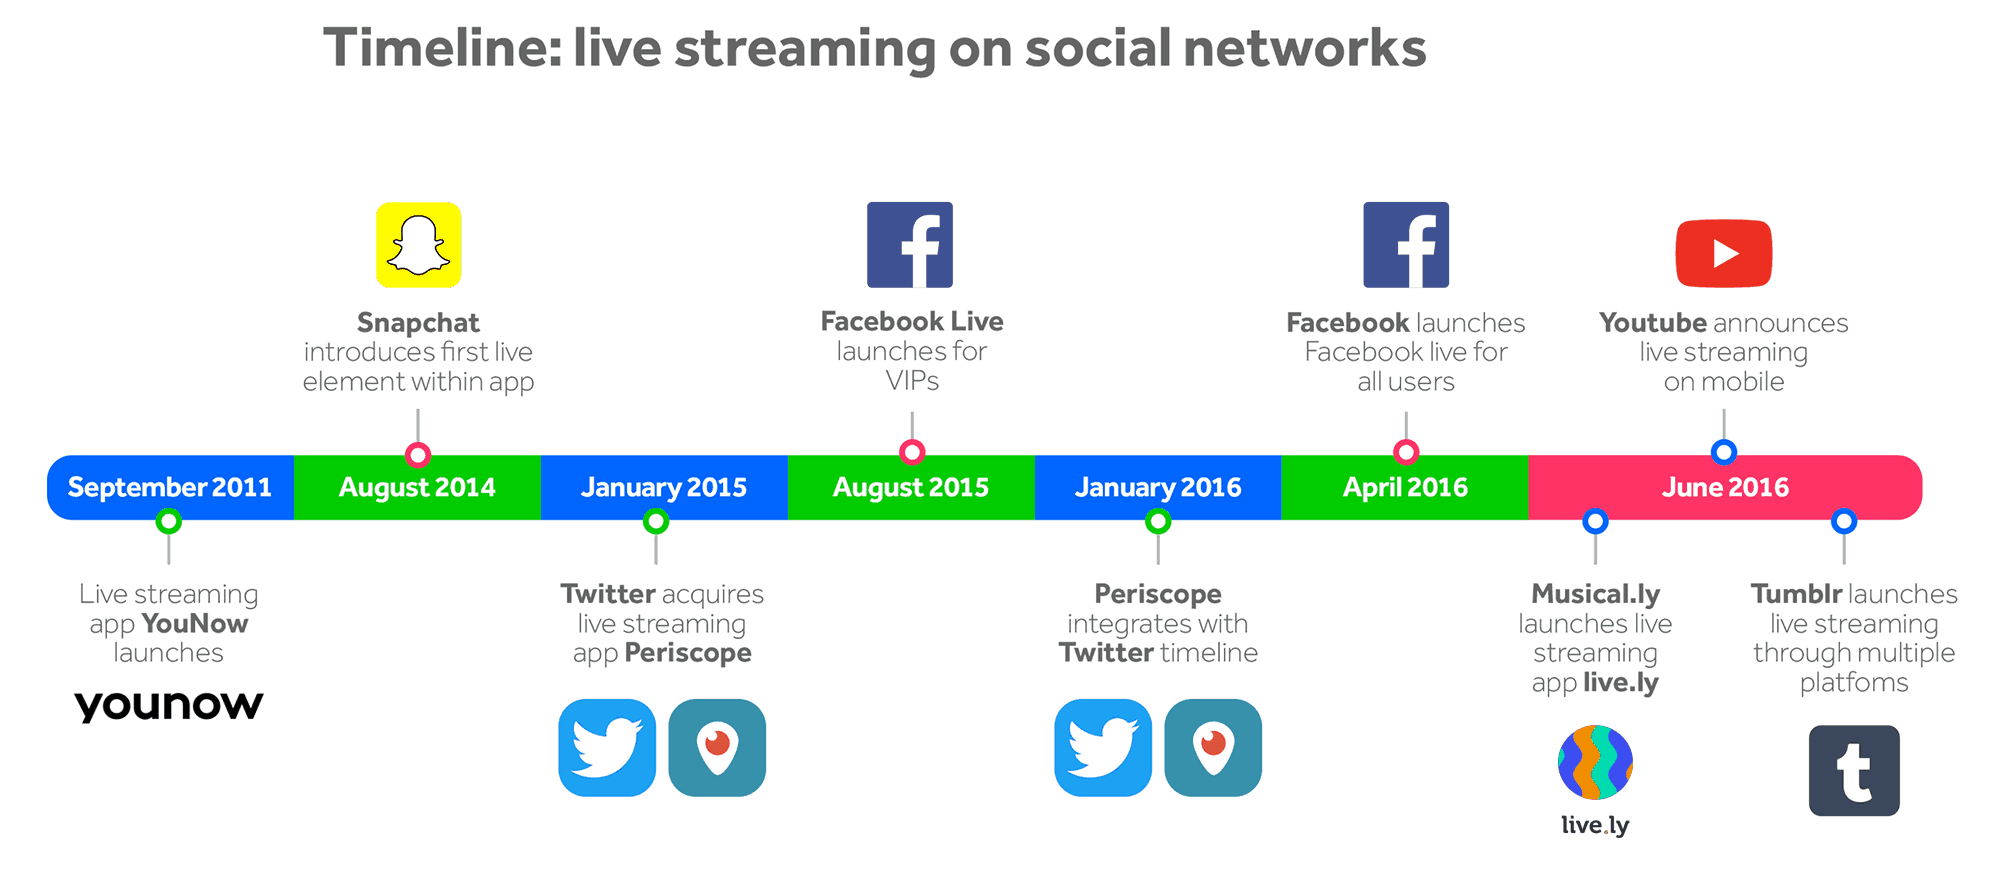 Timeline: live streaming on social networks
Snapchat
introduces first live
element within app
Facebook Live
launches for
VIPs
Facebook launches
Facebook live for
all users
Youtube announces
live streaming
on mobile
September 2011
August 2014
January 2015
August 2015
January 2016
April 2016
June 2016
Live streaming
app YouNow
launches
younow
Twitter acquires
live streaming
app Periscope
Periscope
integrates with
Twitter timeline
Musical.ly
launches live
streaming
app live.ly
live.ly
Tumblr launches
live streaming
through multiple
platfoms
t